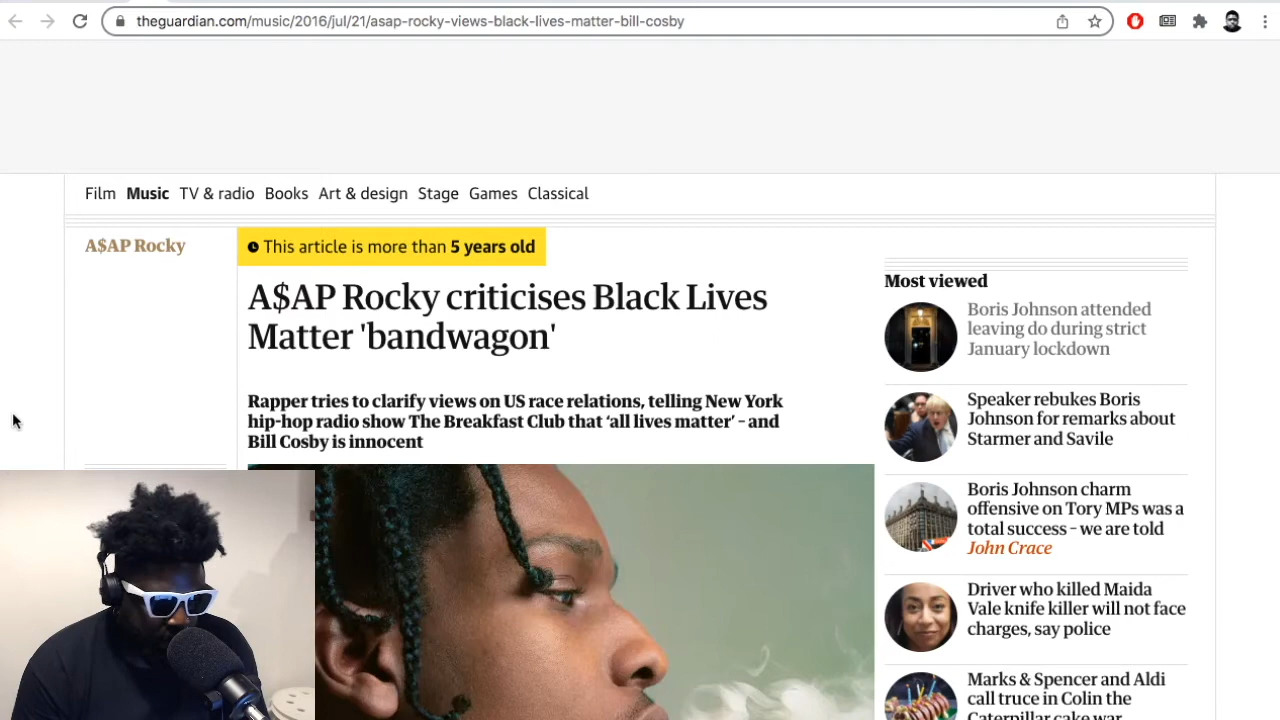 theguardian.com/music/2016/jul/21/asap-rocky-views-black-lives-matter-bill-cosby
Film Music TV & radio Books Art & design Stage Games Classical
A$AP Rocky
This article is more than 5 years old
A$AP Rocky criticises Black Lives
Matter 'bandwagon'
Rapper tries to clarify views on US race relations, telling New York
hip-hop radio show The Breakfast Club that ‘all lives matter’ – and
Bill Cosby is innocent
Most viewed
Boris Johnson attended
leaving do during strict
January lockdown
Speaker rebukes Boris
Johnson for remarks about
Starmer and Savile
Boris Johnson charm
offensive on Tory MPs was a
total success – we are told
John Crace
Driver who killed Maida
Vale knife killer will not face
charges, say police
Marks & Spencer and Aldi
call truce in Colin the
Caterpillar cake war